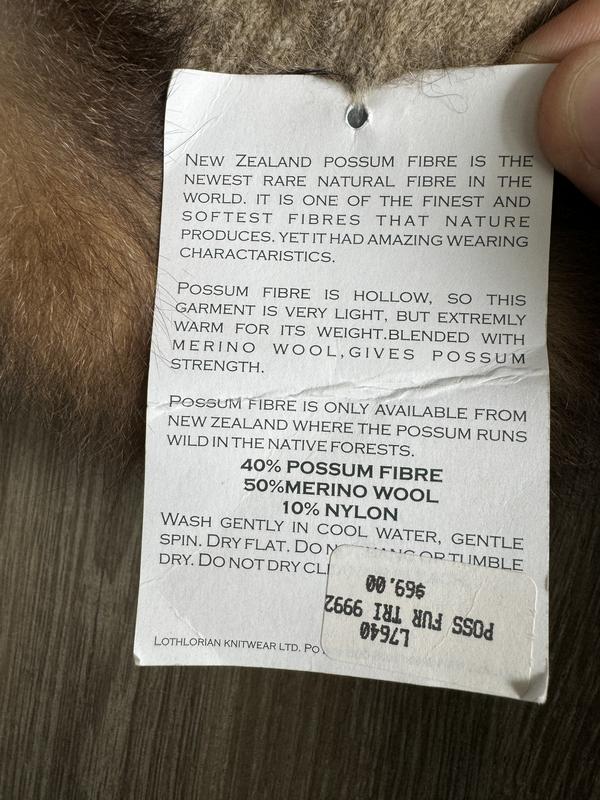 NEW ZEALAND POSSUM FIBRE IS THE
NEWEST RARE NATURAL FIBRE IN THE
WORLD. IT IS ONE OF THE FINEST AND
SOFTEST FIBRES THAT NATURE
PRODUCES. YET IT HAD AMAZING WEARING
CHARACTARISTICS.
POSSUM FIBRE IS HOLLOW, SO THIS
GARMENT IS VERY LIGHT, BUT EXTREMLY
WARM FOR ITS WEIGHT.BLENDED WITH
MERINO WOOL,GIVES POSSUM
STRENGTH.
POSSUM FIBRE IS ONLY AVAILABLE FROM
NEW ZEALAND WHERE THE POSSUM RUNS
WILD IN THE NATIVE FORESTS.
40% POSSUM FIBRE
50%MERINO WOOL
10% NYLON
WASH GENTLY IN COOL WATER, GENTLE
SPIN. DRY FLAT. DO HANG OR TUMBLE
DRY. DO NOT DRY
LOTHLORIAN KNITWEAR LTD.
L7640
POSS FUR TRI 9992
$69.00